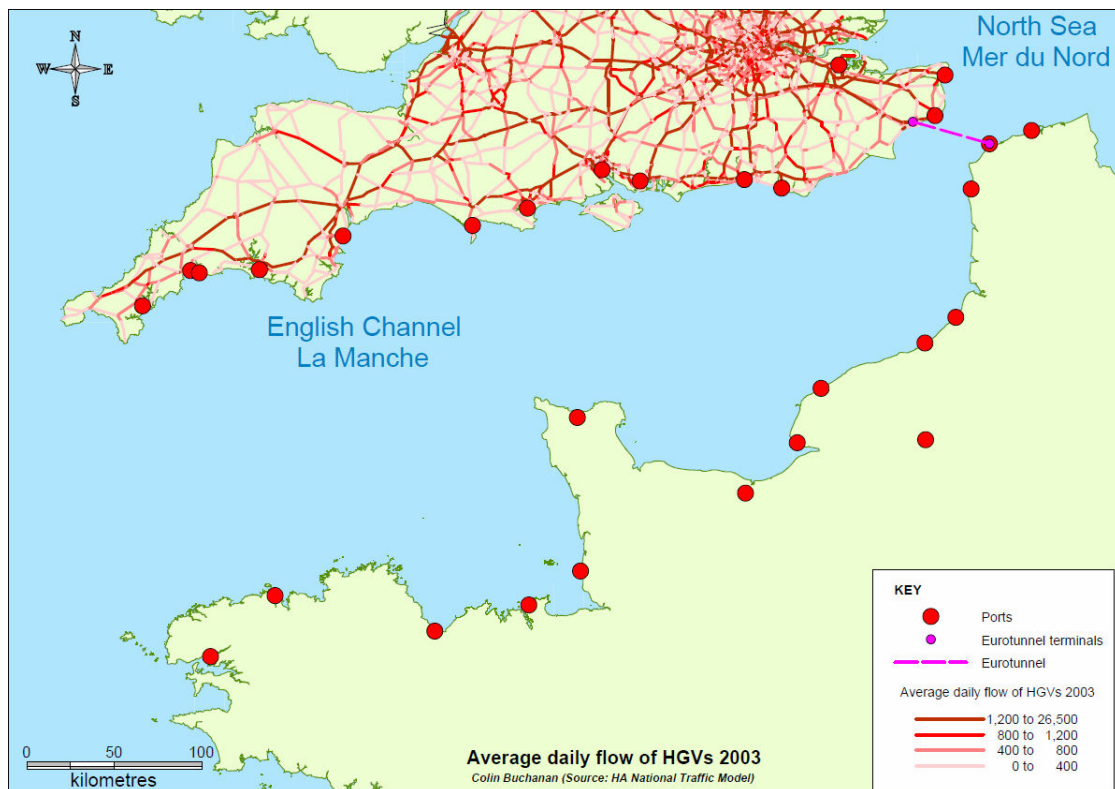 North Sea
Mer du Nord
N
W E
S
English Channel
La Manche
KEY
Ports
Eurotunnel terminals
Eurotunnel
Average daily flow of HGVs 2003
1,200 to 26,500
800 to 1,200
400 to 800
0 to 400
0 50 100
kilometres
Average daily flow of HGVs 2003
Colin Buchanan (Source: HA National Traffic Model)